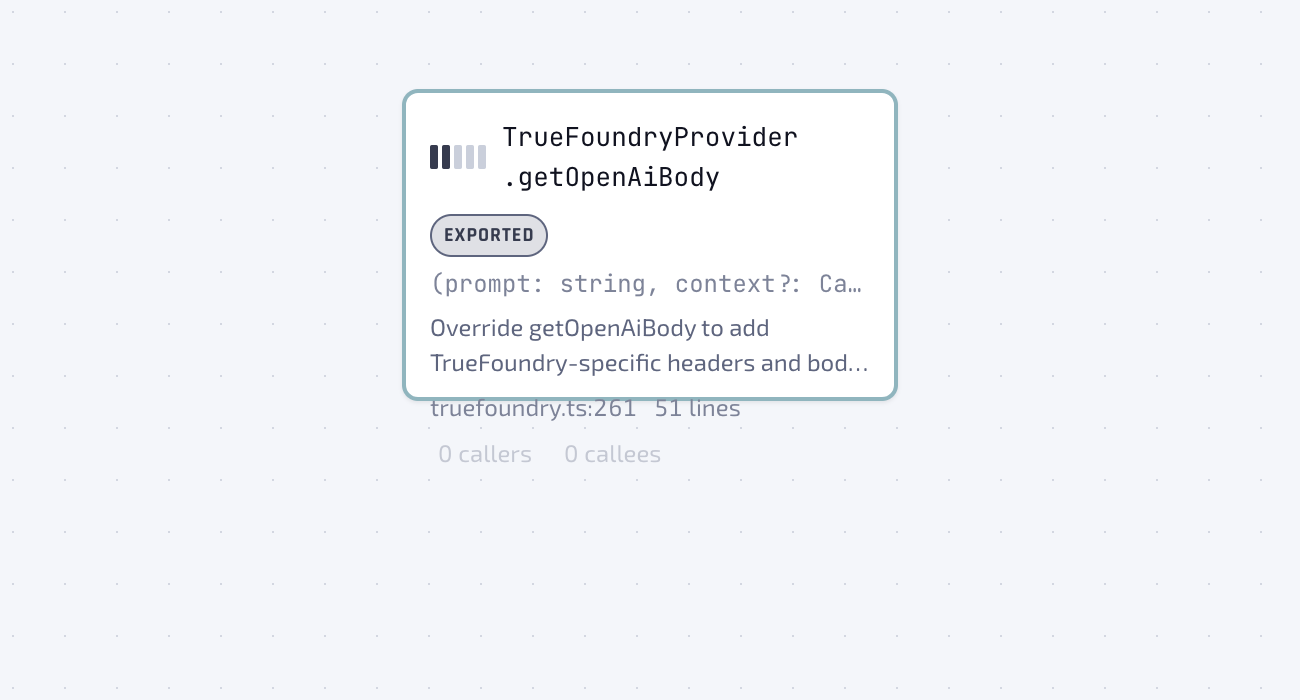 TrueFoundryProvider
.getOpenAiBody
EXPORTED
(prompt: string, context?: Ca…
Override getOpenAiBody to add
TrueFoundry-specific headers and bod…
truefoundry.ts:261 51 lines
0 callers 0 callees